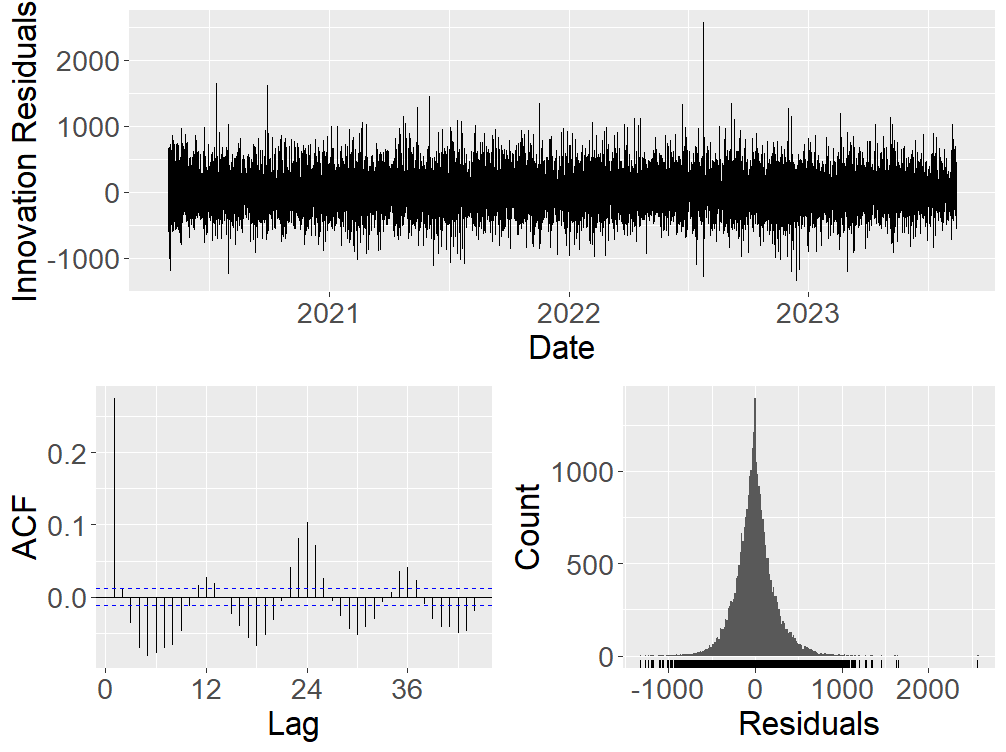 Innovation Residuals
2000
1000
0
-1000
2021 2022 2023
Date
ACF
0.2
0.1
0.0
0 12 24 36
Lag
Count
1000
500
0
-1000 0 1000 2000
Residuals